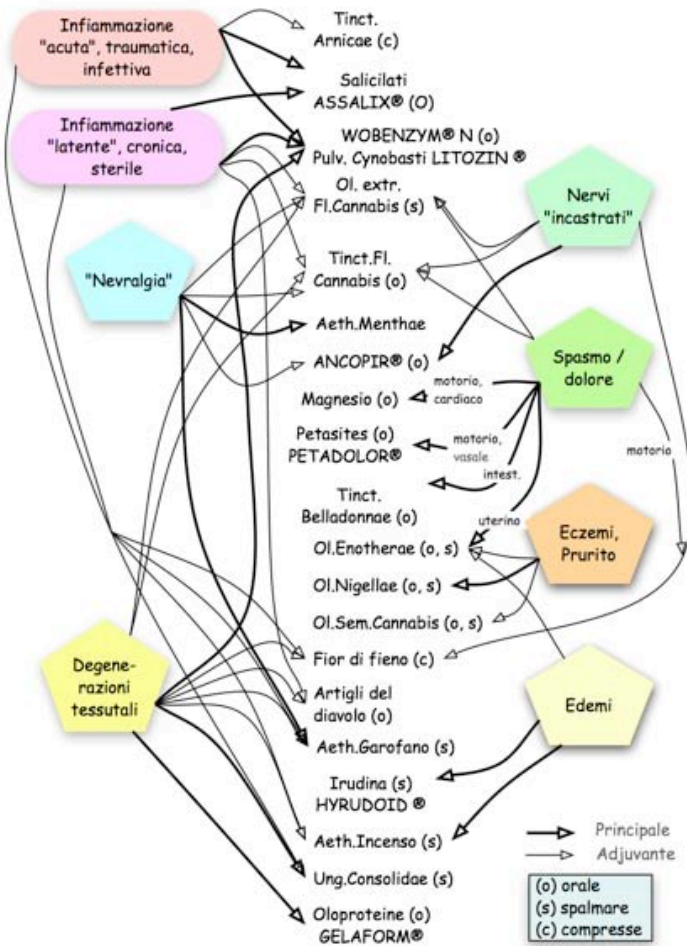 Infiammazione
"acuta", traumatica,
infettiva
Infiammazione
"latente", cronica,
sterile
"Nevralgia"
Degene-
razioni
tessutali
Tinct.
Arnicae (c)
Salicilati
ASSALIX® (O)
WOBENZYM® N (o)
Pulv. Cynobasti LITOZIN ®
Ol. extr.
Fl.Cannabis (s)
Tinct.Fl.
Cannabis (o)
Aeth.Menthae
ANCOPIR® (o)
Magnesio (o)
Petasites (o)
PETADOLOR®
Tinct.
Belladonnae (o)
Ol.Enotherae (o, s)
Ol.Nigellae (o, s)
Ol.Sem.Cannabis (o, s)
Fior di fieno (c)
Artigli del
diavolo (o)
Aeth.Garofano (s)
Irudina (s)
HYRUDOID ®
Aeth.Incenso (s)
Ung.Consolidae (s)
Oloproteine (o)
GELAFORM®
motorio,
cardiaco
motorio,
vasale
intest.
uterino
motorio
Nervi
"incastrati"
Spasmo /
dolore
Eczemi,
Prurito
Edemi
Principale
Adjuvante
(o) orale
(s) spalmare
(c) compresse